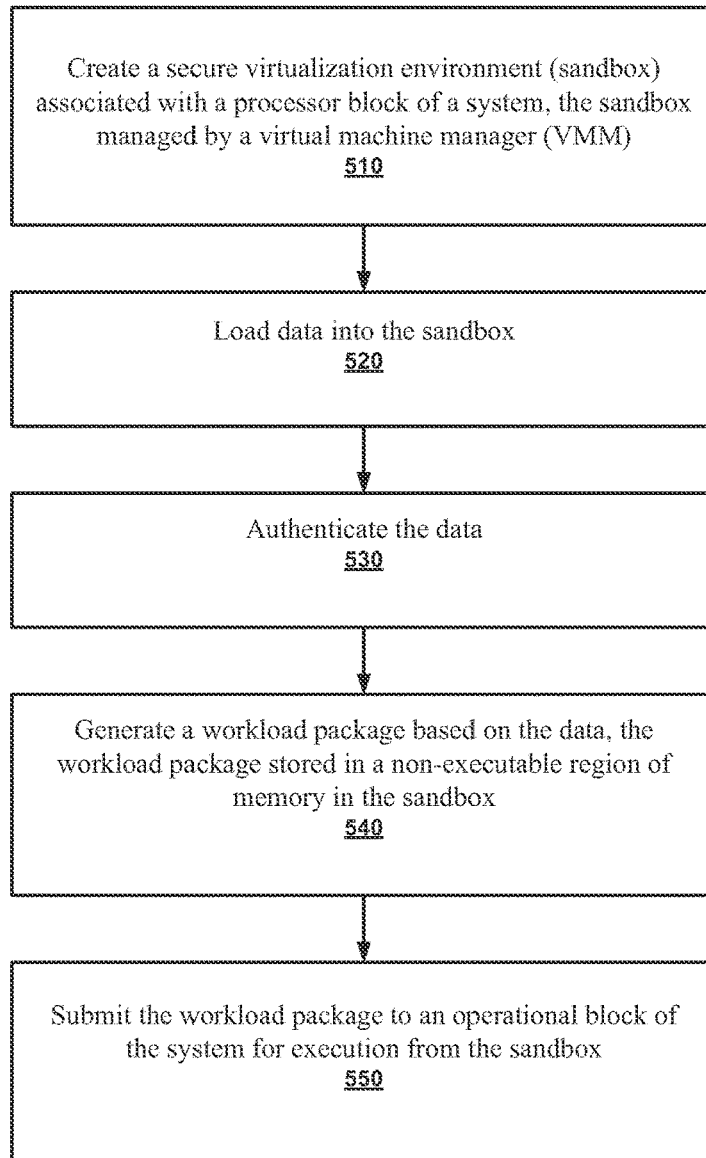 Create a secure virtualization environment (sandbox)
associated with a processor block of a system, the sandbox
managed by a virtual machine manager (VMM)
510
Load data into the sandbox
520
Authenticate the data
530
Generate a workload package based on the data, the
workload package stored in a non-executable region of
memory in the sandbox
540
Submit the workload package to an operational block of
the system for execution from the sandbox
550